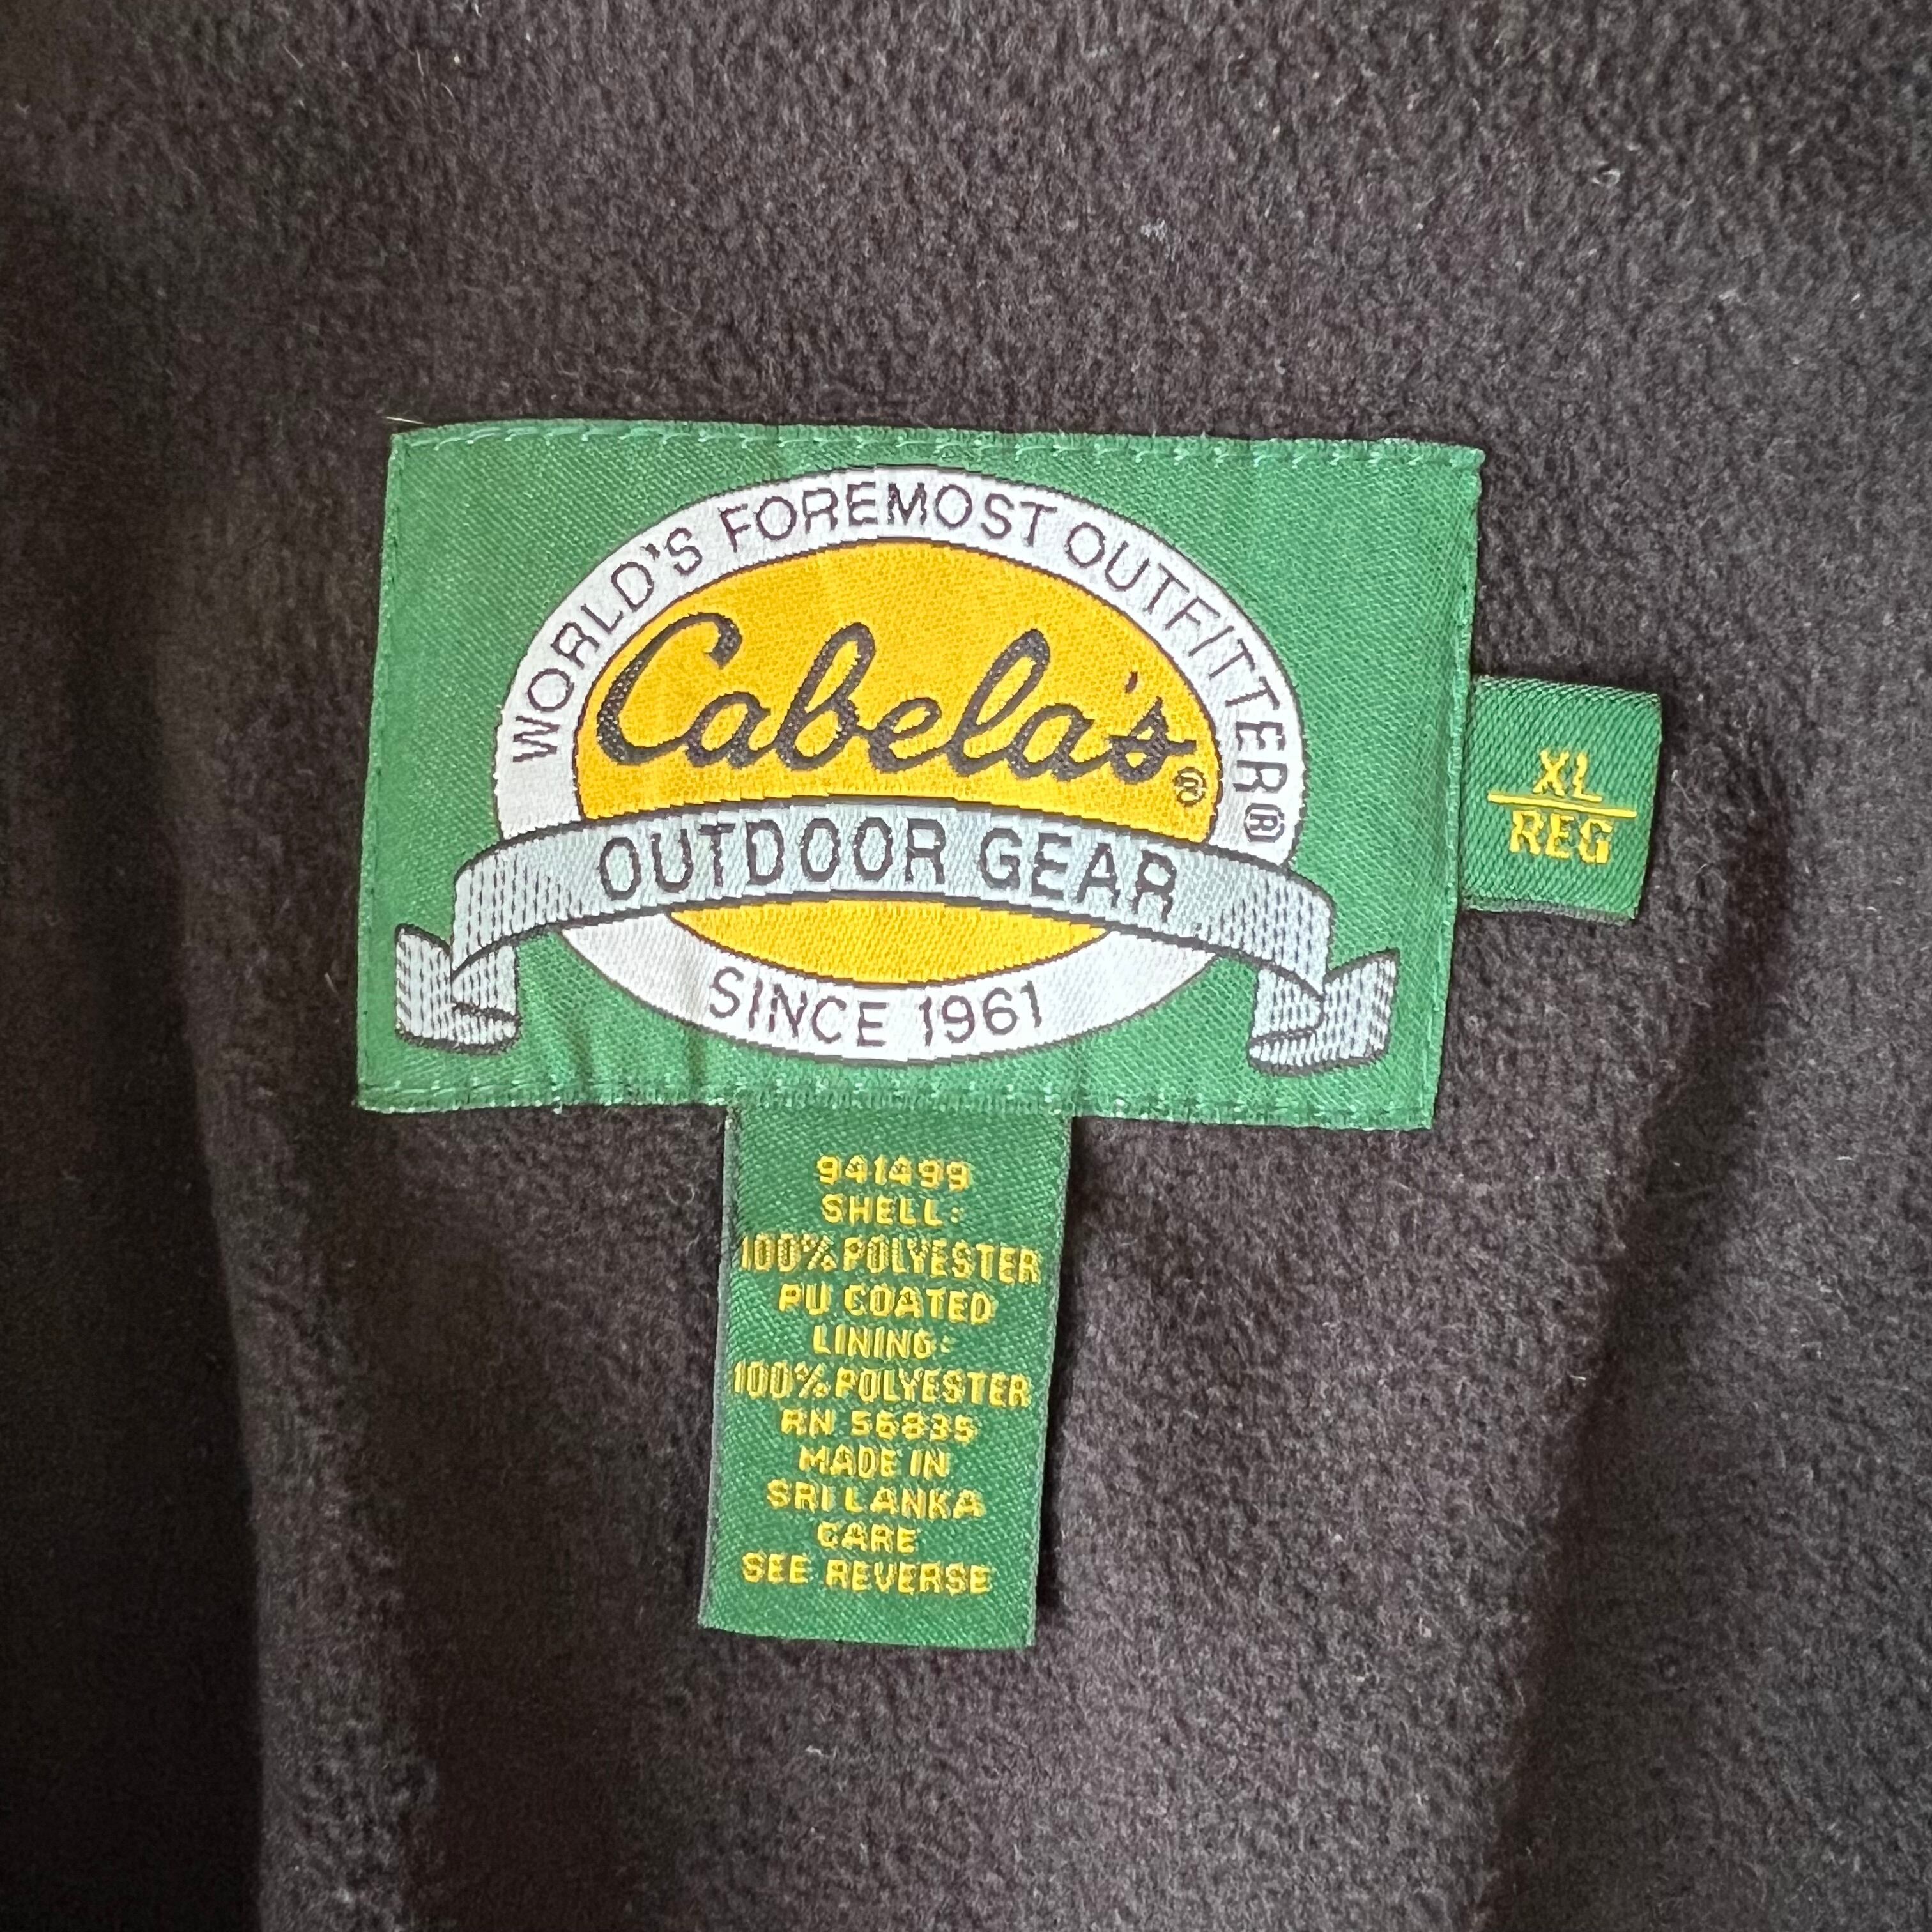 WORLD'S FOREMOST OUTFITTER®
Cabela's®
OUTDOOR GEAR
SINCE 1961
XL
REG
941499
SHELL:
100% POLYESTER
PU COATED
LINING:
100% POLYESTER
RN 56835
MADE IN
SRI LANKA
CARE
SEE REVERSE